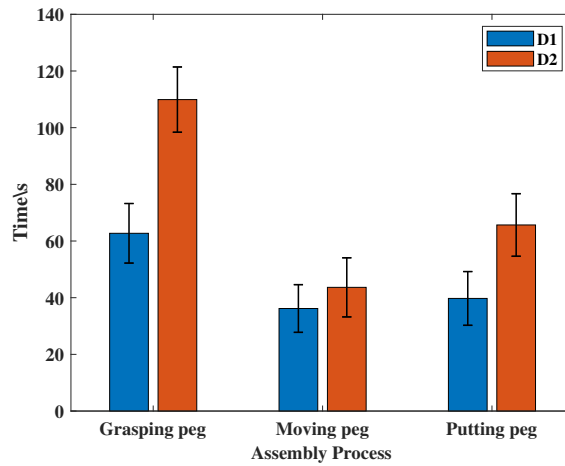 140
120
100
80
60
40
20
0
Time\s
D1
D2
Grasping peg
Moving peg
Putting peg
Assembly Process